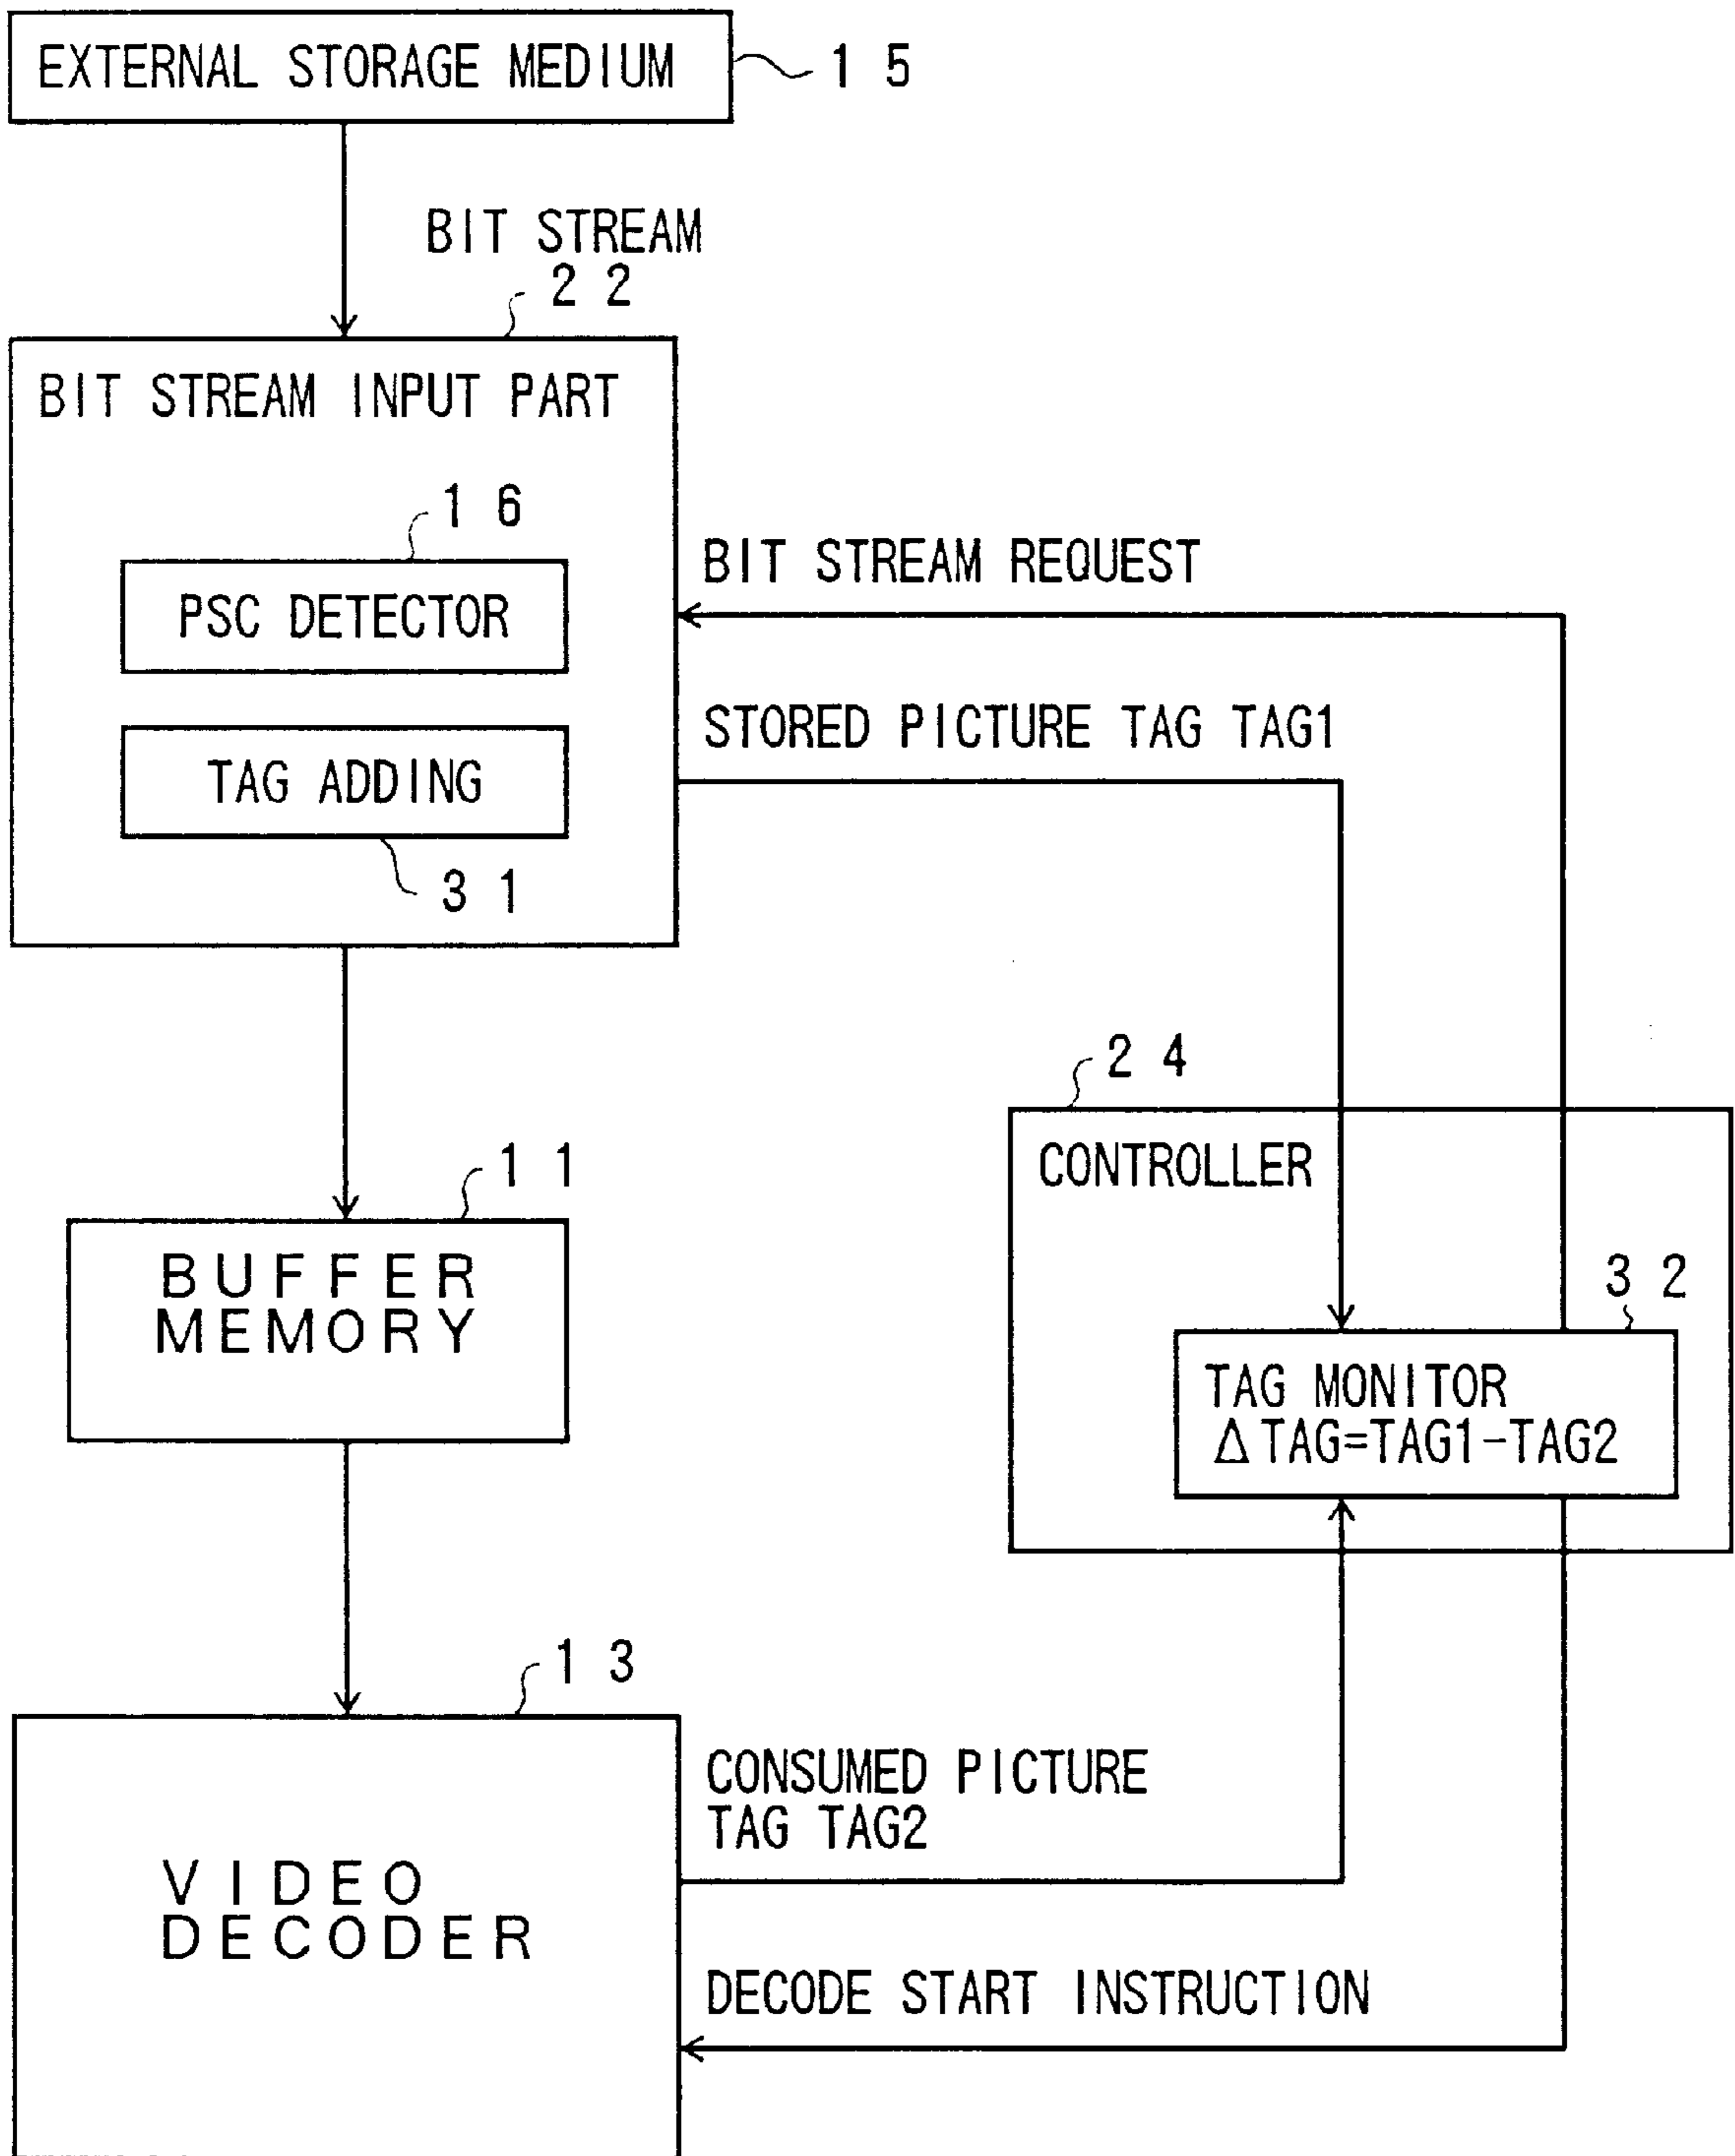 EXTERNAL STORAGE MEDIUM
15
BIT STREAM
22
BIT STREAM INPUT PART
16
PSC DETECTOR
BIT STREAM REQUEST
STORED PICTURE TAG TAG1
TAG ADDING
31
24
CONTROLLER
11
BUFFER
MEMORY
32
TAG MONITOR
Δ TAG=TAG1-TAG2
13
VIDEO
DECODER
CONSUMED PICTURE
TAG TAG2
DECODE START INSTRUCTION